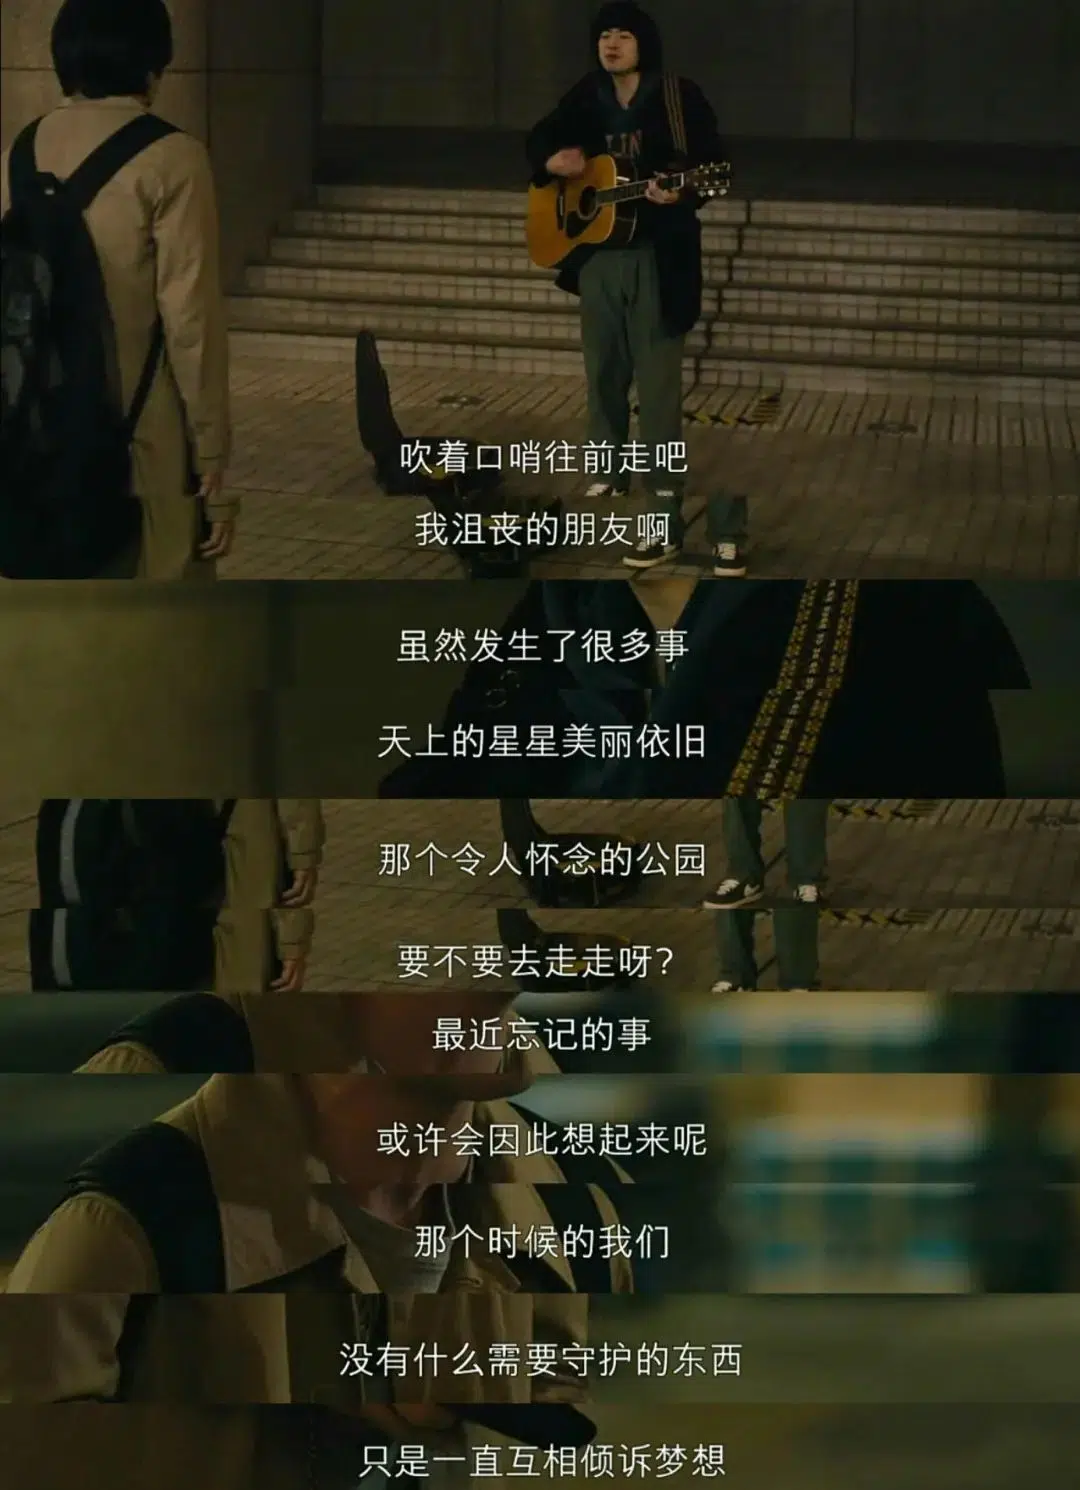 LIN
吹着口哨往前走吧
我沮丧的朋友啊
虽然发生了很多事
天上的星星美丽依旧
那个令人怀念的公园
要不要去走走呀?
最近忘记的事
或许会因此想起来呢
那个时候的我们
没有什么需要守护的东西
只是一直互相倾诉梦想